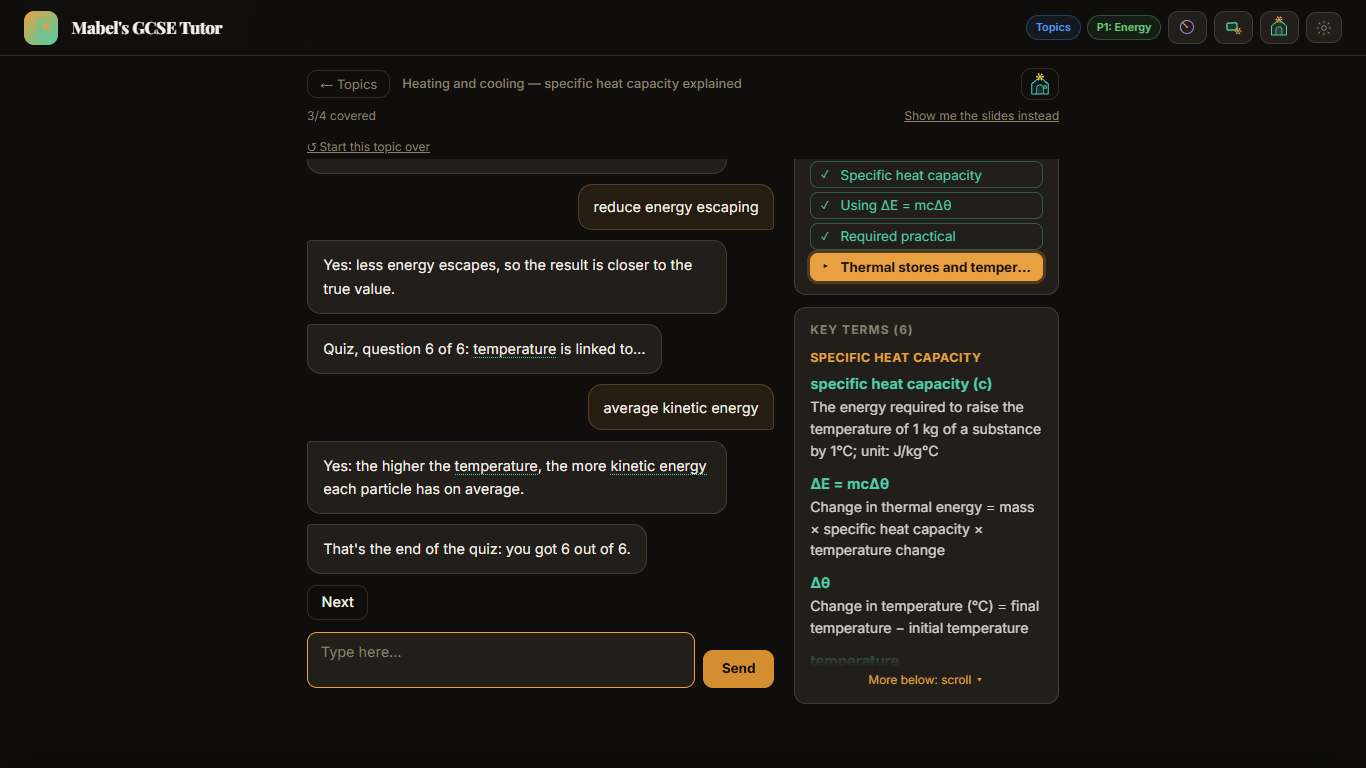 Mabel's GCSE Tutor
Topics
P1: Energy
← Topics
Heating and cooling — specific heat capacity explained
3/4 covered
Show me the slides instead
↺ Start this topic over
reduce energy escaping
Yes: less energy escapes, so the result is closer to the
true value.
Quiz, question 6 of 6: temperature is linked to...
average kinetic energy
Yes: the higher the temperature, the more kinetic energy
each particle has on average.
That's the end of the quiz: you got 6 out of 6.
Next
Type here...
Send
✓ Specific heat capacity
✓ Using ΔE = mcΔθ
✓ Required practical
‣ Thermal stores and temper...
KEY TERMS (6)
SPECIFIC HEAT CAPACITY
specific heat capacity (c)
The energy required to raise the
temperature of 1 kg of a substance
by 1°C; unit: J/kg°C
ΔE = mcΔθ
Change in thermal energy = mass
× specific heat capacity ×
temperature change
Δθ
Change in temperature (°C) = final
temperature − initial temperature
temperature
More below: scroll ▾